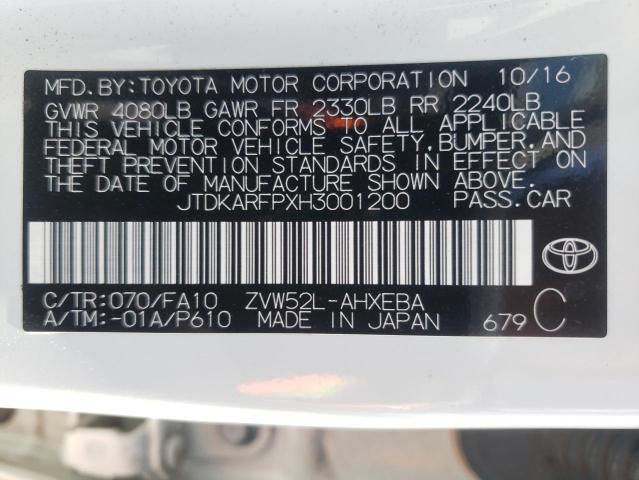 MFD.BY:TOYOTA MOTOR CORPORATION 10/16
GVWR 4080LB GAWR FR 2330LB RR 2240LB
THIS VEHICLE CONFORMS TO ALL APPLICABLE
FEDERAL MOTOR VEHICLE SAFETY,BUMPER,AND
THEFT PREVENTION STANDARDS IN EFFECT ON
THE DATE OF MANUFACTURE SHOWN ABOVE.
JTDKARFPXH3001200 PASS.CAR
C/TR:070/FA10 ZVW52L-AHXEBA
A/TM:-01A/P610 MADE IN JAPAN 679 C